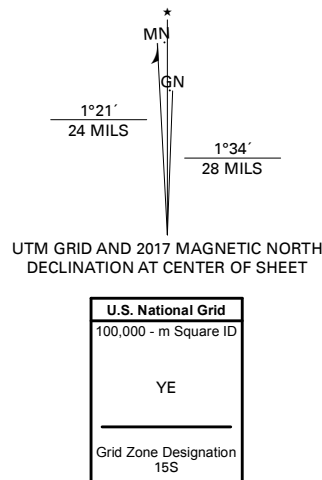 ★
MN
GN
1°21´
24 MILS
1°34´
28 MILS
UTM GRID AND 2017 MAGNETIC NORTH
DECLINATION AT CENTER OF SHEET
U.S. National Grid
100,000 - m Square ID
YE
Grid Zone Designation
15S